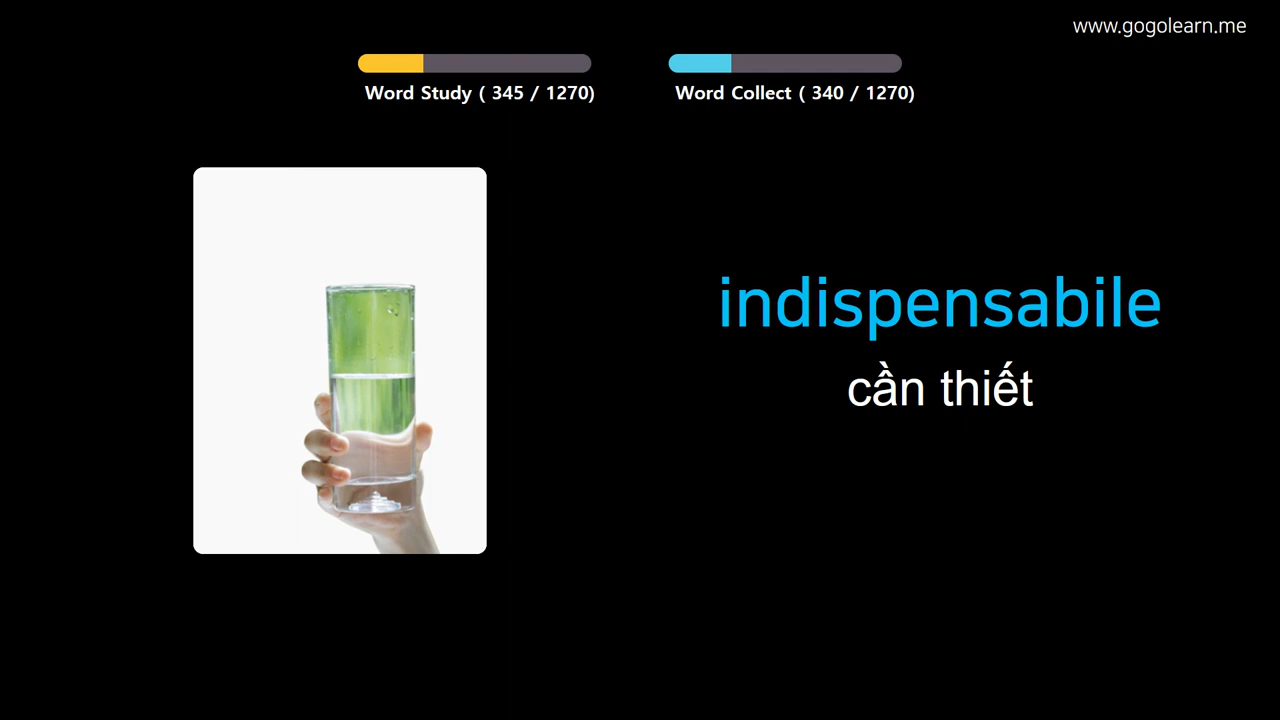 www.gogolearn.me
Word Study ( 345 / 1270)
Word Collect ( 340 / 1270)
indispensabile
cần thiết